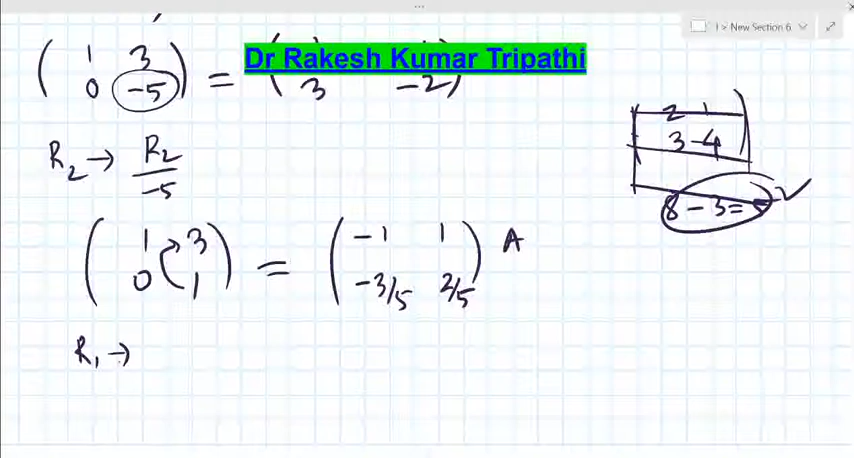 1 > New Section 6
Dr Rakesh Kumar Tripathi
( 1 3 ) =
0 -5 3 -2
R₂ → R₂/-5
2 1
3 -4
8 - 3 =
( 1 3 ) = ( -1 1 ) A
0 1 -3/5 2/5
R₁ →